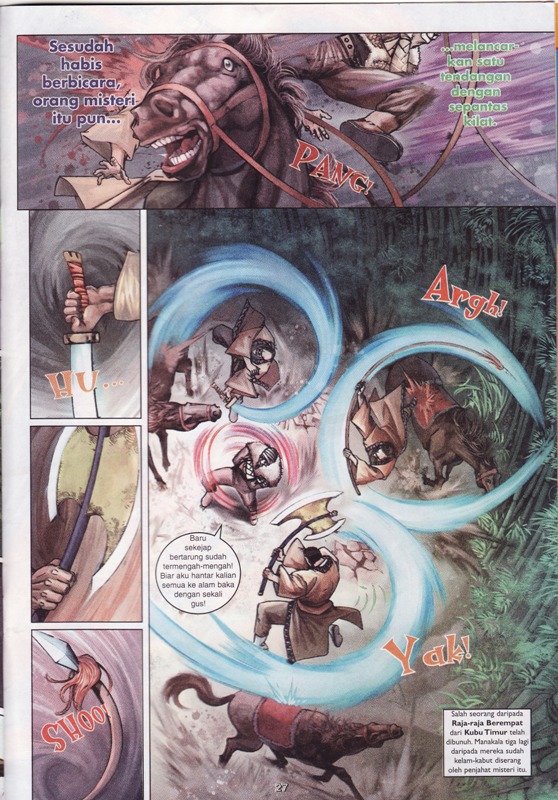 Sesudah
habis
berbicara,
orang misteri
itu pun...
...melancar-
kan satu
tendangan
dengan
sepantas
kilat.
PANG!
HU...
Argh!
Baru
sekejap
bertarung sudah
termengah-mengah!
Biar aku hantar kalian
semua ke alam baka
dengan sekali
gus!
Yak!
SHOO!
Salah seorang daripada
Raja-raja Berempat
dari Kubu Timur telah
dibunuh. Manakala tiga lagi
daripada mereka sudah
kelam-kabut diserang
oleh penjahat misteri itu.
27